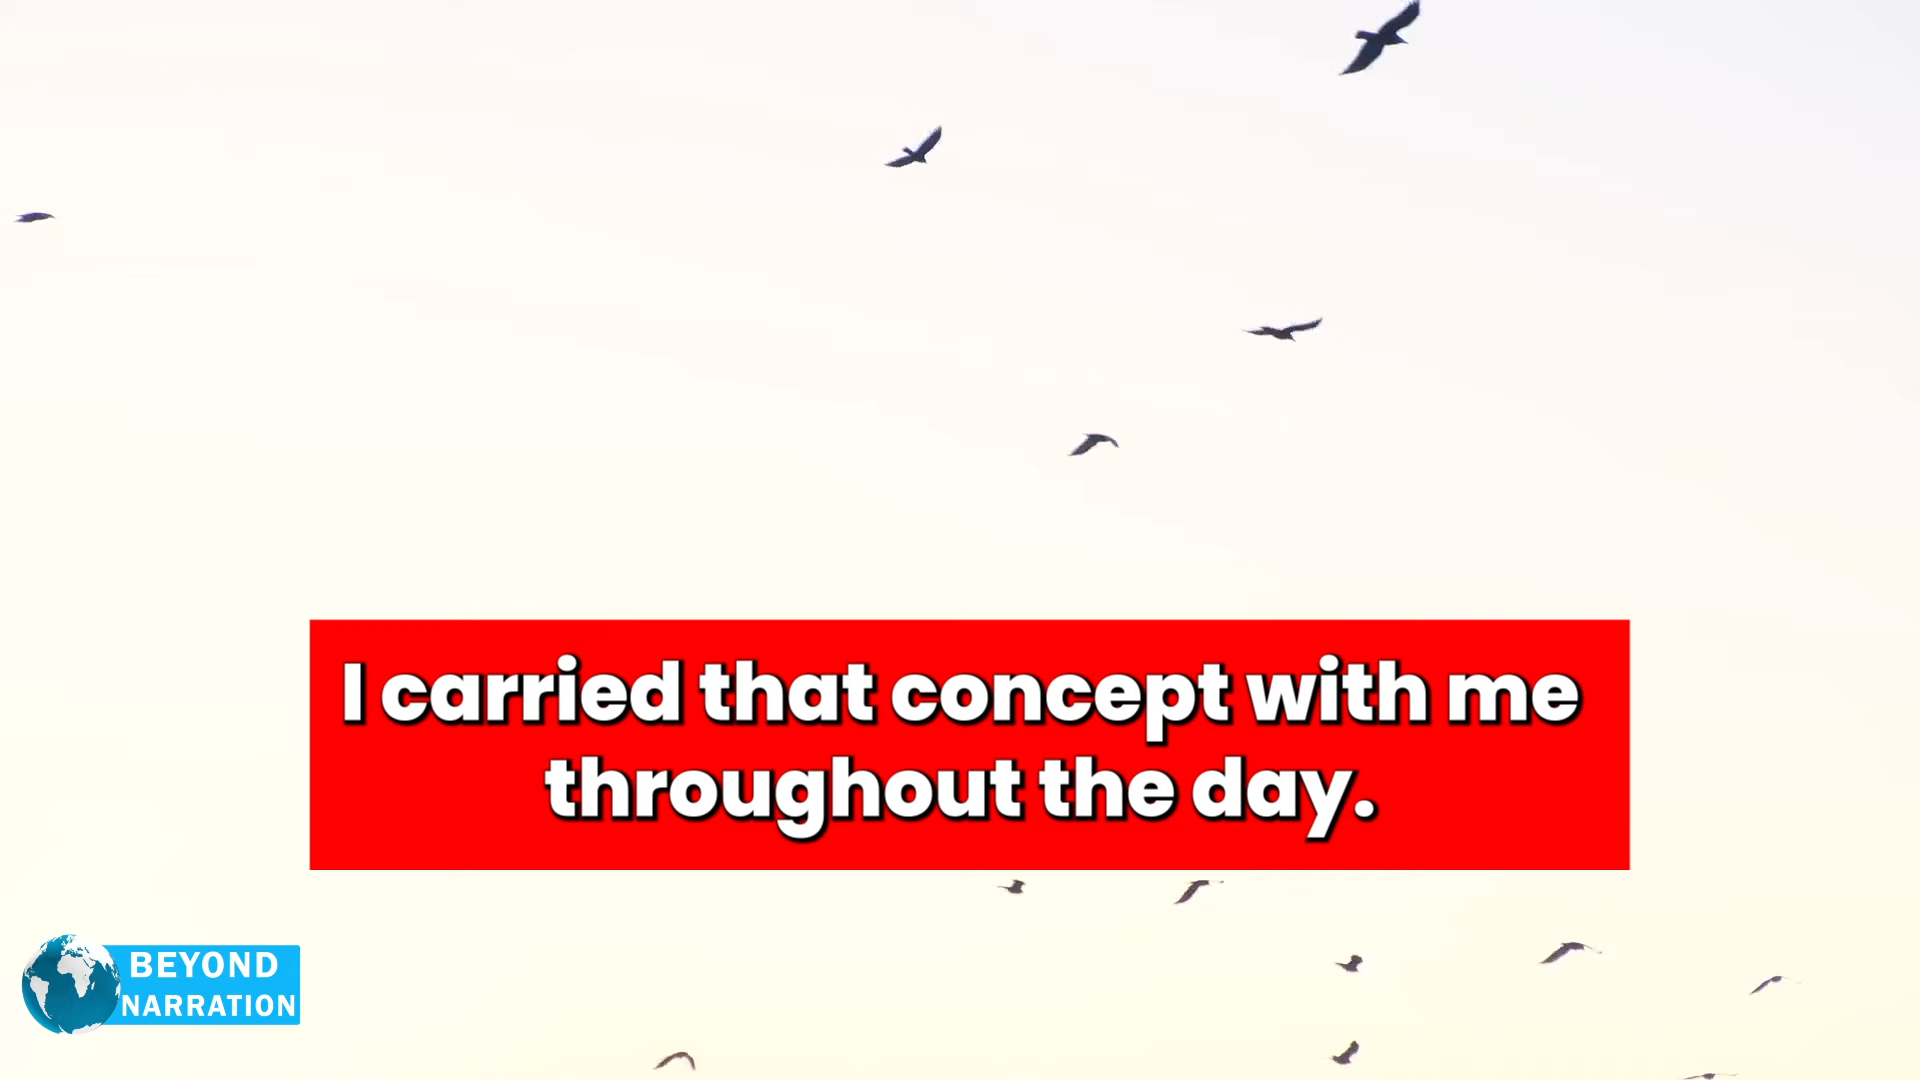 I carried that concept with me
throughout the day.
BEYOND
NARRATION